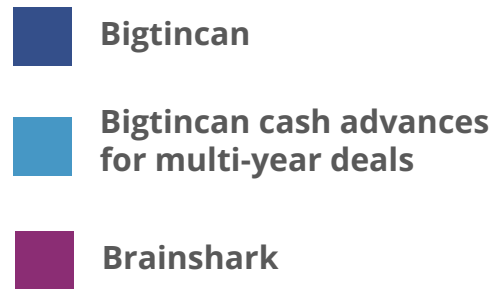 Bigtincan
Bigtincan cash advances
for multi-year deals
Brainshark